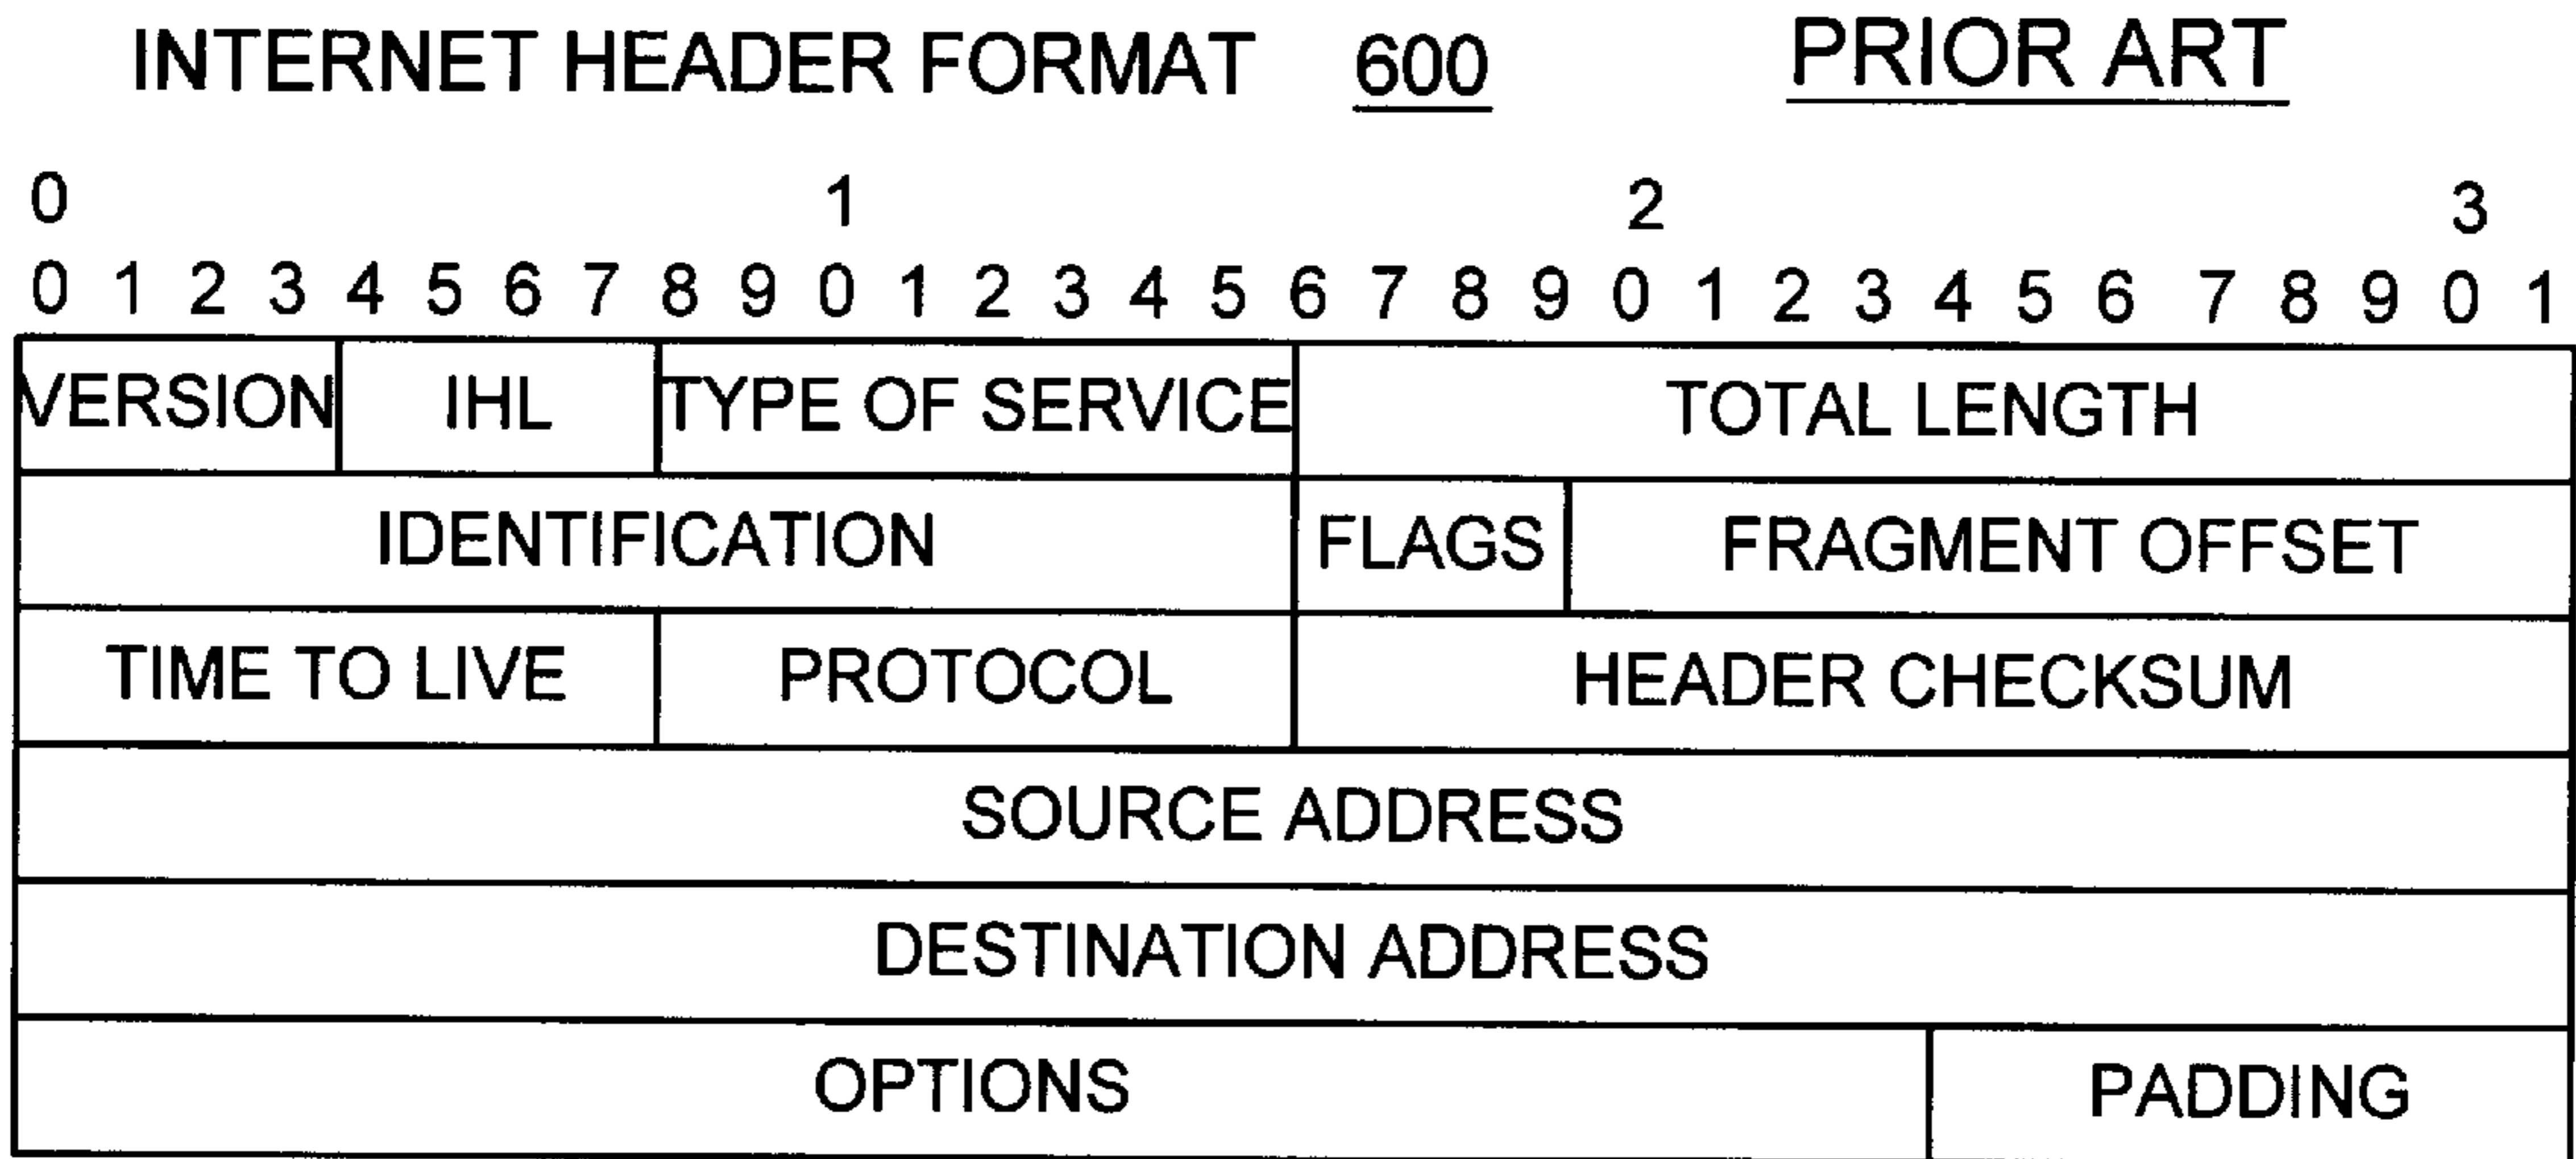 INTERNET HEADER FORMAT 600 PRIOR ART
0 1 2 3
0 1 2 3 4 5 6 7 8 9 0 1 2 3 4 5 6 7 8 9 0 1 2 3 4 5 6 7 8 9 0 1
VERSION IHL TYPE OF SERVICE TOTAL LENGTH
IDENTIFICATION FLAGS FRAGMENT OFFSET
TIME TO LIVE PROTOCOL HEADER CHECKSUM
SOURCE ADDRESS
DESTINATION ADDRESS
OPTIONS PADDING